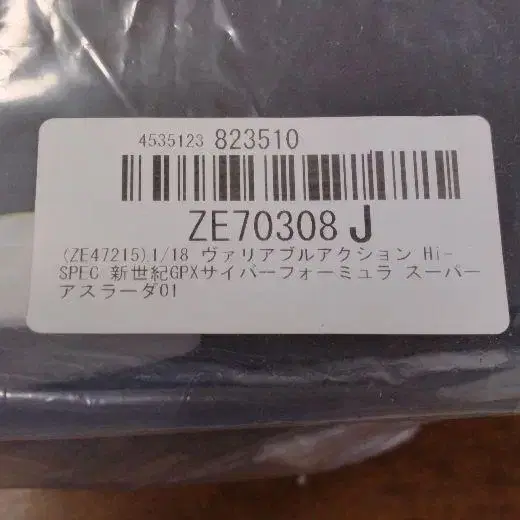 4535123 823510
ZE70308 J
(ZE47215)1/18 ヴァリアブルアクション Hi-
SPEC 新世紀GPXサイバーフォーミュラ スーパー
アスラーダ01